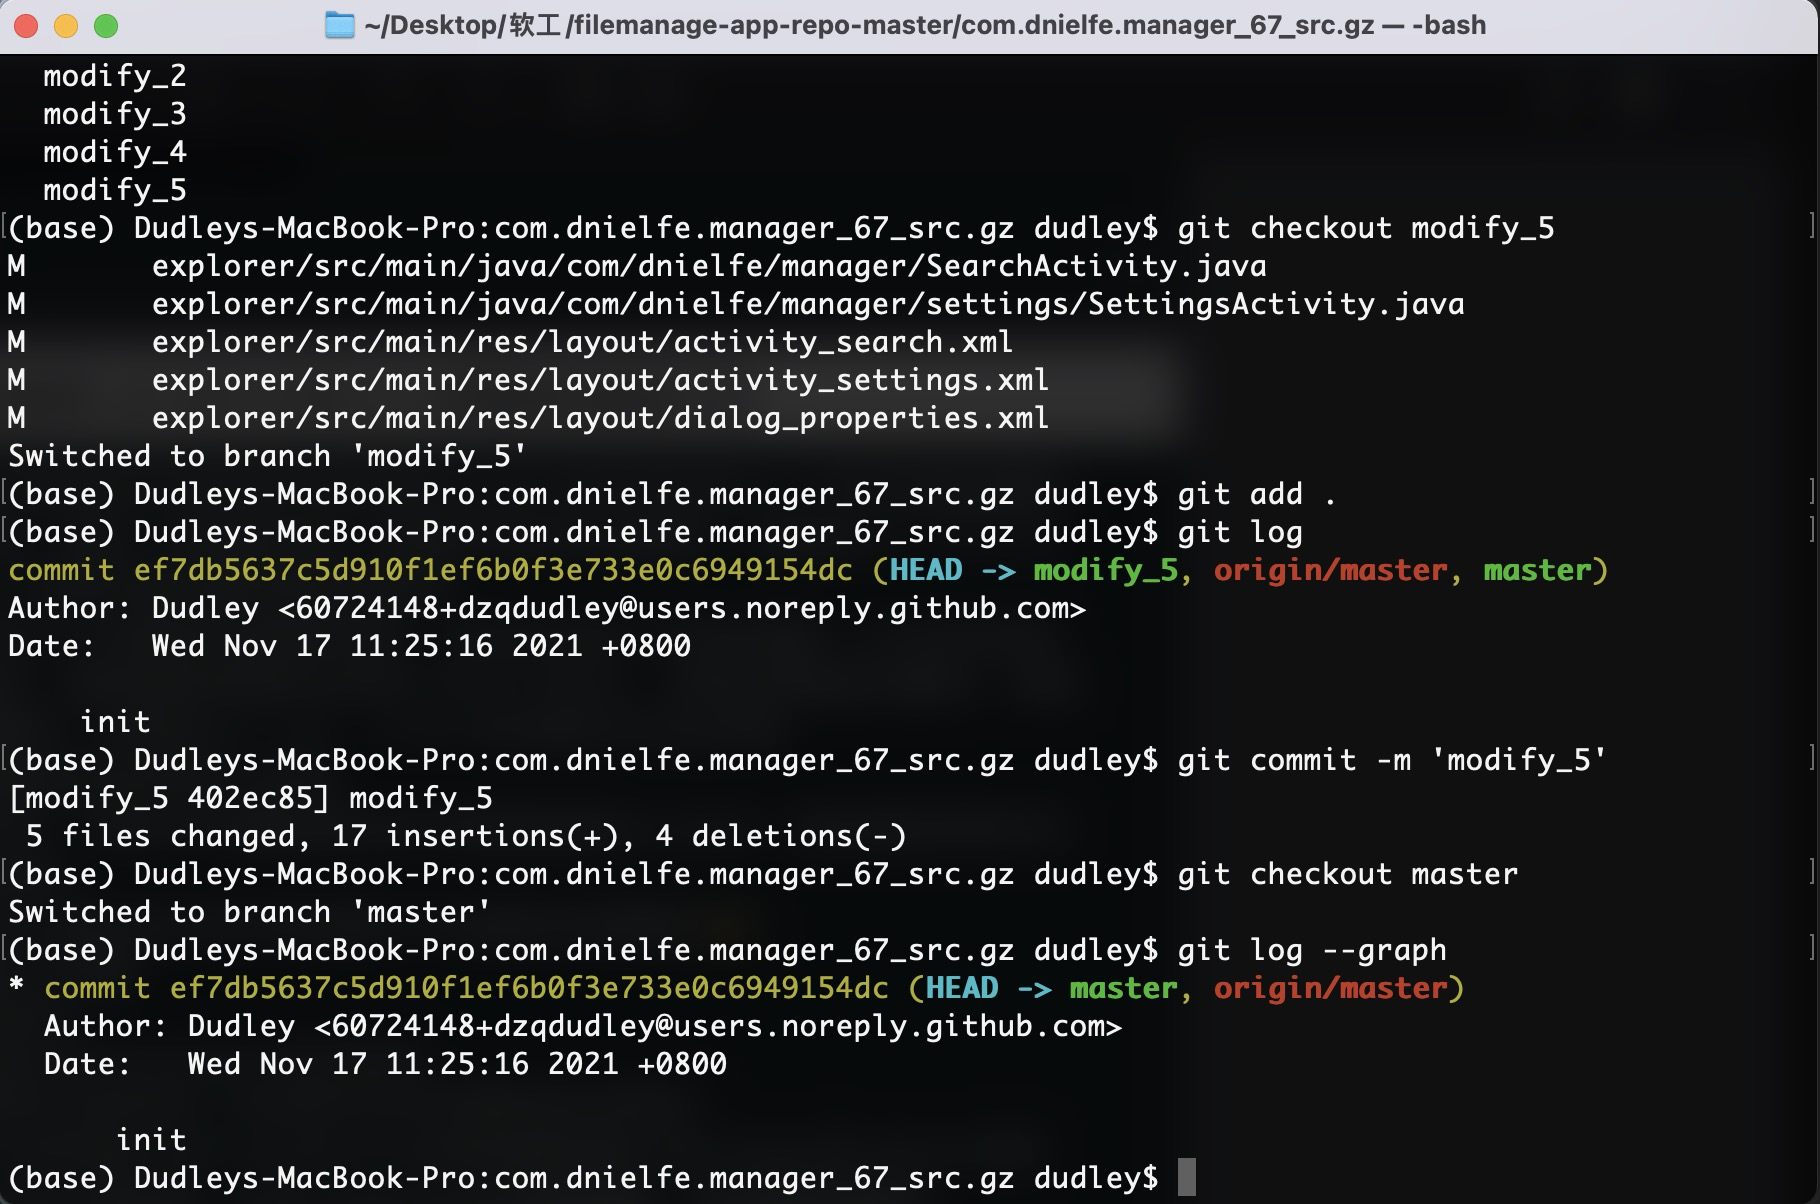 ~/Desktop/软工/filemanage-app-repo-master/com.dnielfe.manager_67_src.gz — -bash
modify_2
modify_3
modify_4
modify_5
(base) Dudleys-MacBook-Pro:com.dnielfe.manager_67_src.gz dudley$ git checkout modify_5
M       explorer/src/main/java/com/dnielfe/manager/SearchActivity.java
M       explorer/src/main/java/com/dnielfe/manager/settings/SettingsActivity.java
M       explorer/src/main/res/layout/activity_search.xml
M       explorer/src/main/res/layout/activity_settings.xml
M       explorer/src/main/res/layout/dialog_properties.xml
Switched to branch 'modify_5'
(base) Dudleys-MacBook-Pro:com.dnielfe.manager_67_src.gz dudley$ git add .
(base) Dudleys-MacBook-Pro:com.dnielfe.manager_67_src.gz dudley$ git log
commit ef7db5637c5d910f1ef6b0f3e733e0c6949154dc (HEAD -> modify_5, origin/master, master)
Author: Dudley <60724148+dzqdudley@users.noreply.github.com>
Date:   Wed Nov 17 11:25:16 2021 +0800
init
(base) Dudleys-MacBook-Pro:com.dnielfe.manager_67_src.gz dudley$ git commit -m 'modify_5'
[modify_5 402ec85] modify_5
5 files changed, 17 insertions(+), 4 deletions(-)
(base) Dudleys-MacBook-Pro:com.dnielfe.manager_67_src.gz dudley$ git checkout master
Switched to branch 'master'
(base) Dudleys-MacBook-Pro:com.dnielfe.manager_67_src.gz dudley$ git log --graph
* commit ef7db5637c5d910f1ef6b0f3e733e0c6949154dc (HEAD -> master, origin/master)
Author: Dudley <60724148+dzqdudley@users.noreply.github.com>
Date:   Wed Nov 17 11:25:16 2021 +0800
init
(base) Dudleys-MacBook-Pro:com.dnielfe.manager_67_src.gz dudley$